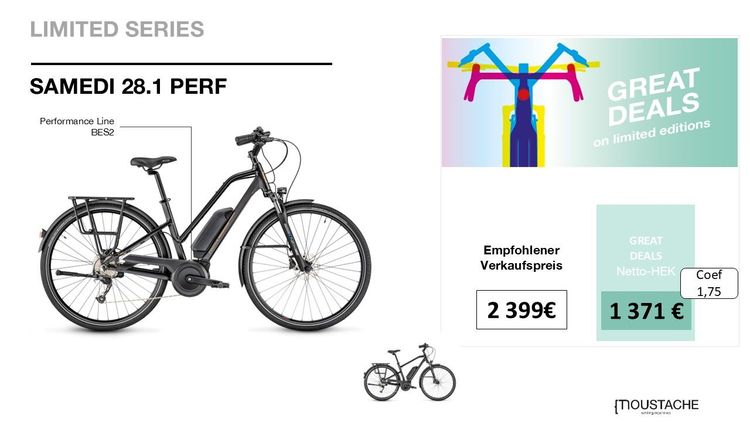 LIMITED SERIES
SAMEDI 28.1 PERF
Performance Line
BES2
GREAT
DEALS
on limited editions
Empfohlener
Verkaufspreis
2 399€
GREAT
DEALS
Netto-HEK
Coef
1,75
1 371 €
MOUSTACHE